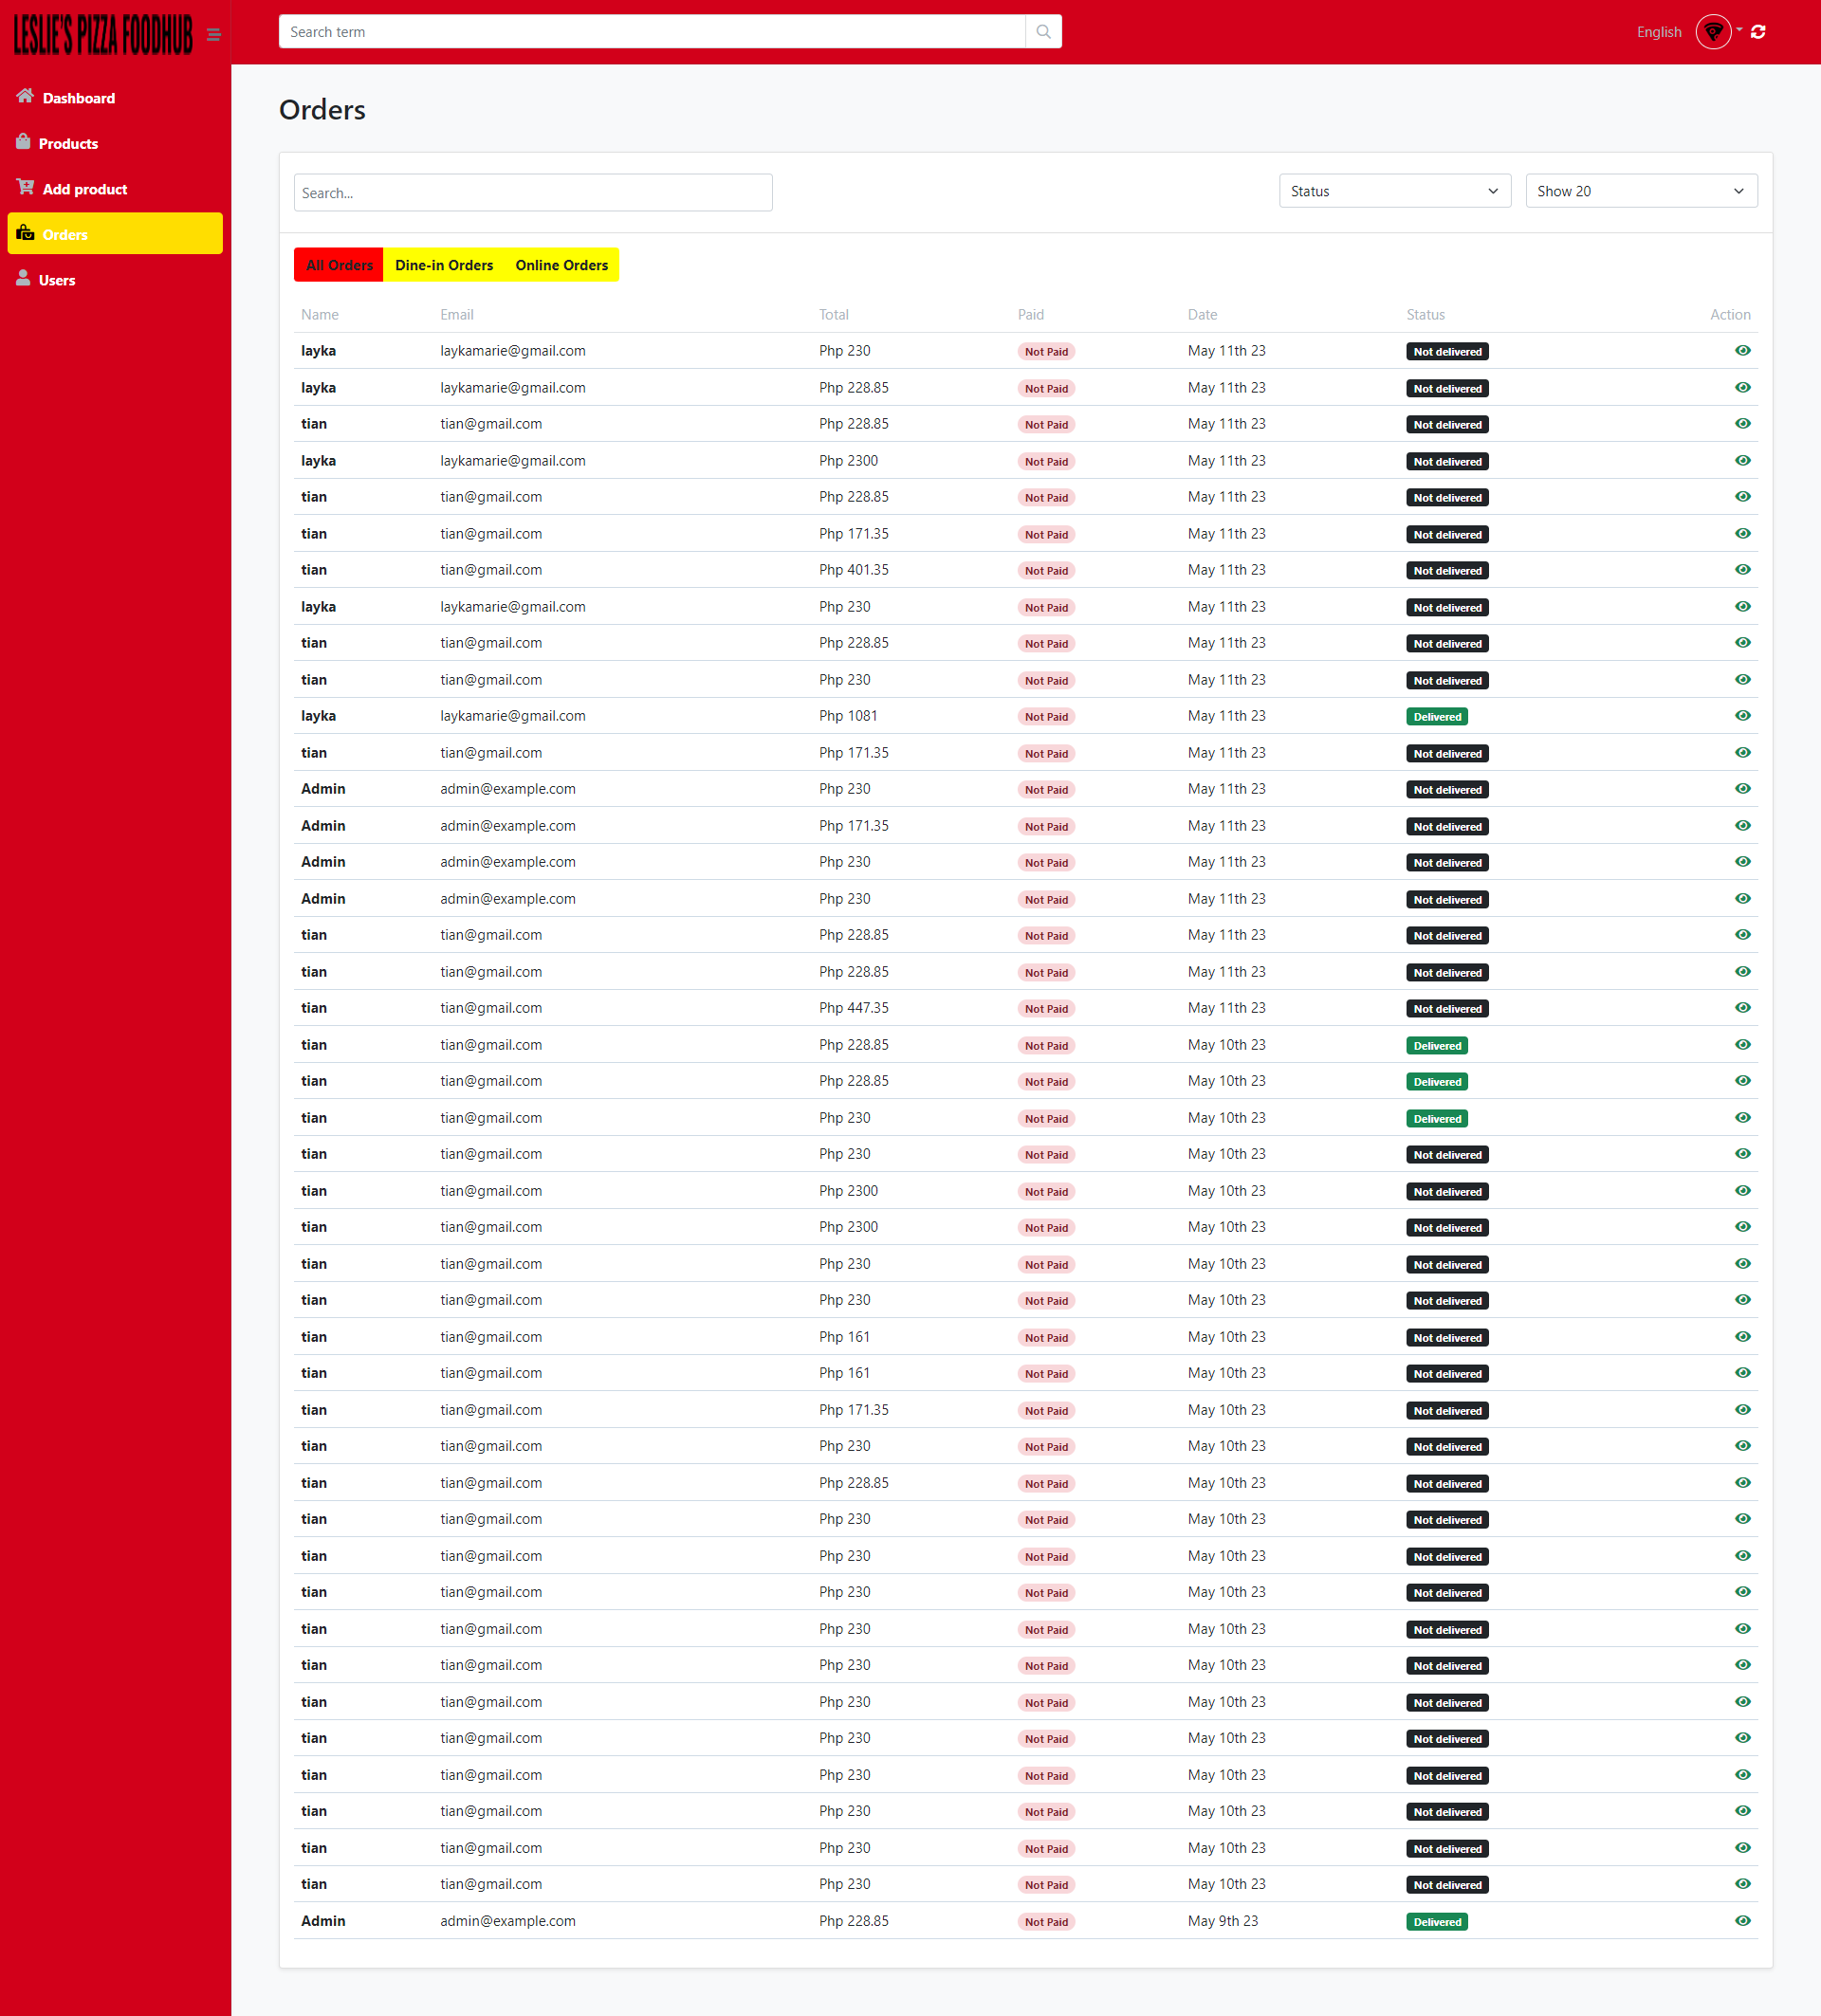 LESLIE'S PIZZA FOODHUB
Search term
English
Dashboard
Products
Add product
Orders
Users
Orders
Search...
Status
Show 20
All Orders Dine-in Orders Online Orders
Name Email Total Paid Date Status Action
layka laykamarie@gmail.com Php 230 Not Paid May 11th 23 Not delivered
layka laykamarie@gmail.com Php 228.85 Not Paid May 11th 23 Not delivered
tian tian@gmail.com Php 228.85 Not Paid May 11th 23 Not delivered
layka laykamarie@gmail.com Php 2300 Not Paid May 11th 23 Not delivered
tian tian@gmail.com Php 228.85 Not Paid May 11th 23 Not delivered
tian tian@gmail.com Php 171.35 Not Paid May 11th 23 Not delivered
tian tian@gmail.com Php 401.35 Not Paid May 11th 23 Not delivered
layka laykamarie@gmail.com Php 230 Not Paid May 11th 23 Not delivered
tian tian@gmail.com Php 228.85 Not Paid May 11th 23 Not delivered
tian tian@gmail.com Php 230 Not Paid May 11th 23 Not delivered
layka laykamarie@gmail.com Php 1081 Not Paid May 11th 23 Delivered
tian tian@gmail.com Php 171.35 Not Paid May 11th 23 Not delivered
Admin admin@example.com Php 230 Not Paid May 11th 23 Not delivered
Admin admin@example.com Php 171.35 Not Paid May 11th 23 Not delivered
Admin admin@example.com Php 230 Not Paid May 11th 23 Not delivered
Admin admin@example.com Php 230 Not Paid May 11th 23 Not delivered
tian tian@gmail.com Php 228.85 Not Paid May 11th 23 Not delivered
tian tian@gmail.com Php 228.85 Not Paid May 11th 23 Not delivered
tian tian@gmail.com Php 447.35 Not Paid May 11th 23 Not delivered
tian tian@gmail.com Php 228.85 Not Paid May 10th 23 Delivered
tian tian@gmail.com Php 228.85 Not Paid May 10th 23 Delivered
tian tian@gmail.com Php 230 Not Paid May 10th 23 Delivered
tian tian@gmail.com Php 230 Not Paid May 10th 23 Not delivered
tian tian@gmail.com Php 2300 Not Paid May 10th 23 Not delivered
tian tian@gmail.com Php 2300 Not Paid May 10th 23 Not delivered
tian tian@gmail.com Php 230 Not Paid May 10th 23 Not delivered
tian tian@gmail.com Php 230 Not Paid May 10th 23 Not delivered
tian tian@gmail.com Php 161 Not Paid May 10th 23 Not delivered
tian tian@gmail.com Php 161 Not Paid May 10th 23 Not delivered
tian tian@gmail.com Php 171.35 Not Paid May 10th 23 Not delivered
tian tian@gmail.com Php 230 Not Paid May 10th 23 Not delivered
tian tian@gmail.com Php 228.85 Not Paid May 10th 23 Not delivered
tian tian@gmail.com Php 230 Not Paid May 10th 23 Not delivered
tian tian@gmail.com Php 230 Not Paid May 10th 23 Not delivered
tian tian@gmail.com Php 230 Not Paid May 10th 23 Not delivered
tian tian@gmail.com Php 230 Not Paid May 10th 23 Not delivered
tian tian@gmail.com Php 230 Not Paid May 10th 23 Not delivered
tian tian@gmail.com Php 230 Not Paid May 10th 23 Not delivered
tian tian@gmail.com Php 230 Not Paid May 10th 23 Not delivered
tian tian@gmail.com Php 230 Not Paid May 10th 23 Not delivered
tian tian@gmail.com Php 230 Not Paid May 10th 23 Not delivered
tian tian@gmail.com Php 230 Not Paid May 10th 23 Not delivered
tian tian@gmail.com Php 230 Not Paid May 10th 23 Not delivered
Admin admin@example.com Php 228.85 Not Paid May 9th 23 Delivered